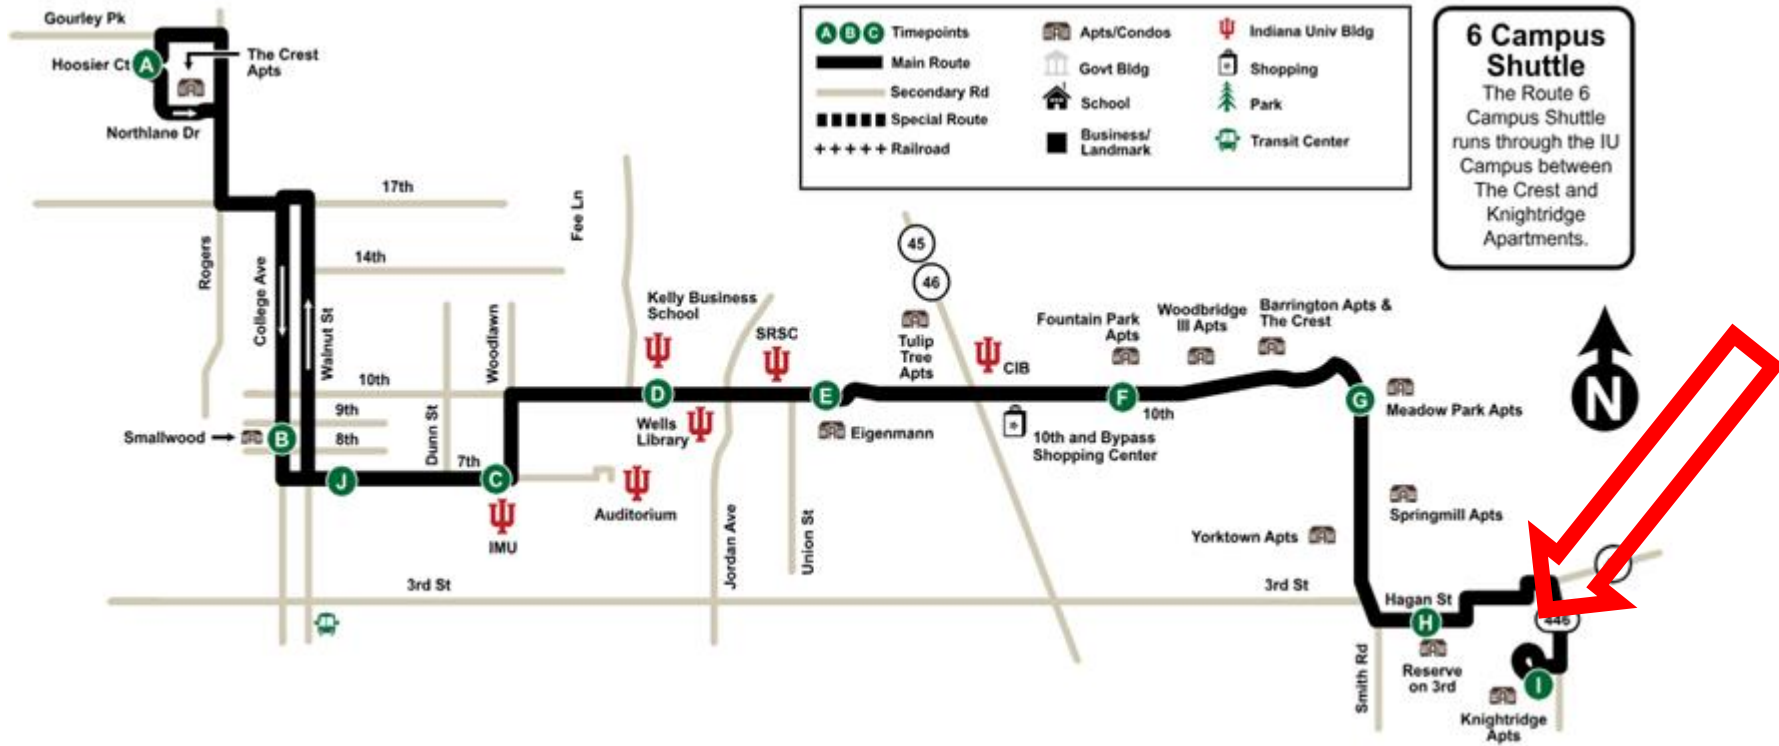 Gourley Pk
Hoosier Ct
A
The Crest
Apts
Northlane Dr
A B C Timepoints
Main Route
Secondary Rd
Special Route
Railroad
Apts/Condos
Govt Bldg
School
Business/
Landmark
Indiana Univ Bldg
Shopping
Park
Transit Center
6 Campus
Shuttle
The Route 6
Campus Shuttle
runs through the IU
Campus between
The Crest and
Knightridge
Apartments.
N
17th
14th
Rogers
College Ave
Walnut St
10th
9th
8th
Smallwood
B
J
Dunn St
7th
Woodlawn
C
IMU
Auditorium
Fee Ln
Kelly Business
School
D
Wells
Library
SRSC
E
Eigenmann
Jordan Ave
Union St
3rd St
45
46
Tulip
Tree
Apts
CIB
10th and Bypass
Shopping Center
Fountain Park
Apts
F
10th
Woodbridge
III Apts
Barrington Apts &
The Crest
G
Meadow Park Apts
Springmill Apts
Yorktown Apts
3rd St
Hagan St
H
Reserve
on 3rd
Smith Rd
446
I
Knightridge
Apts